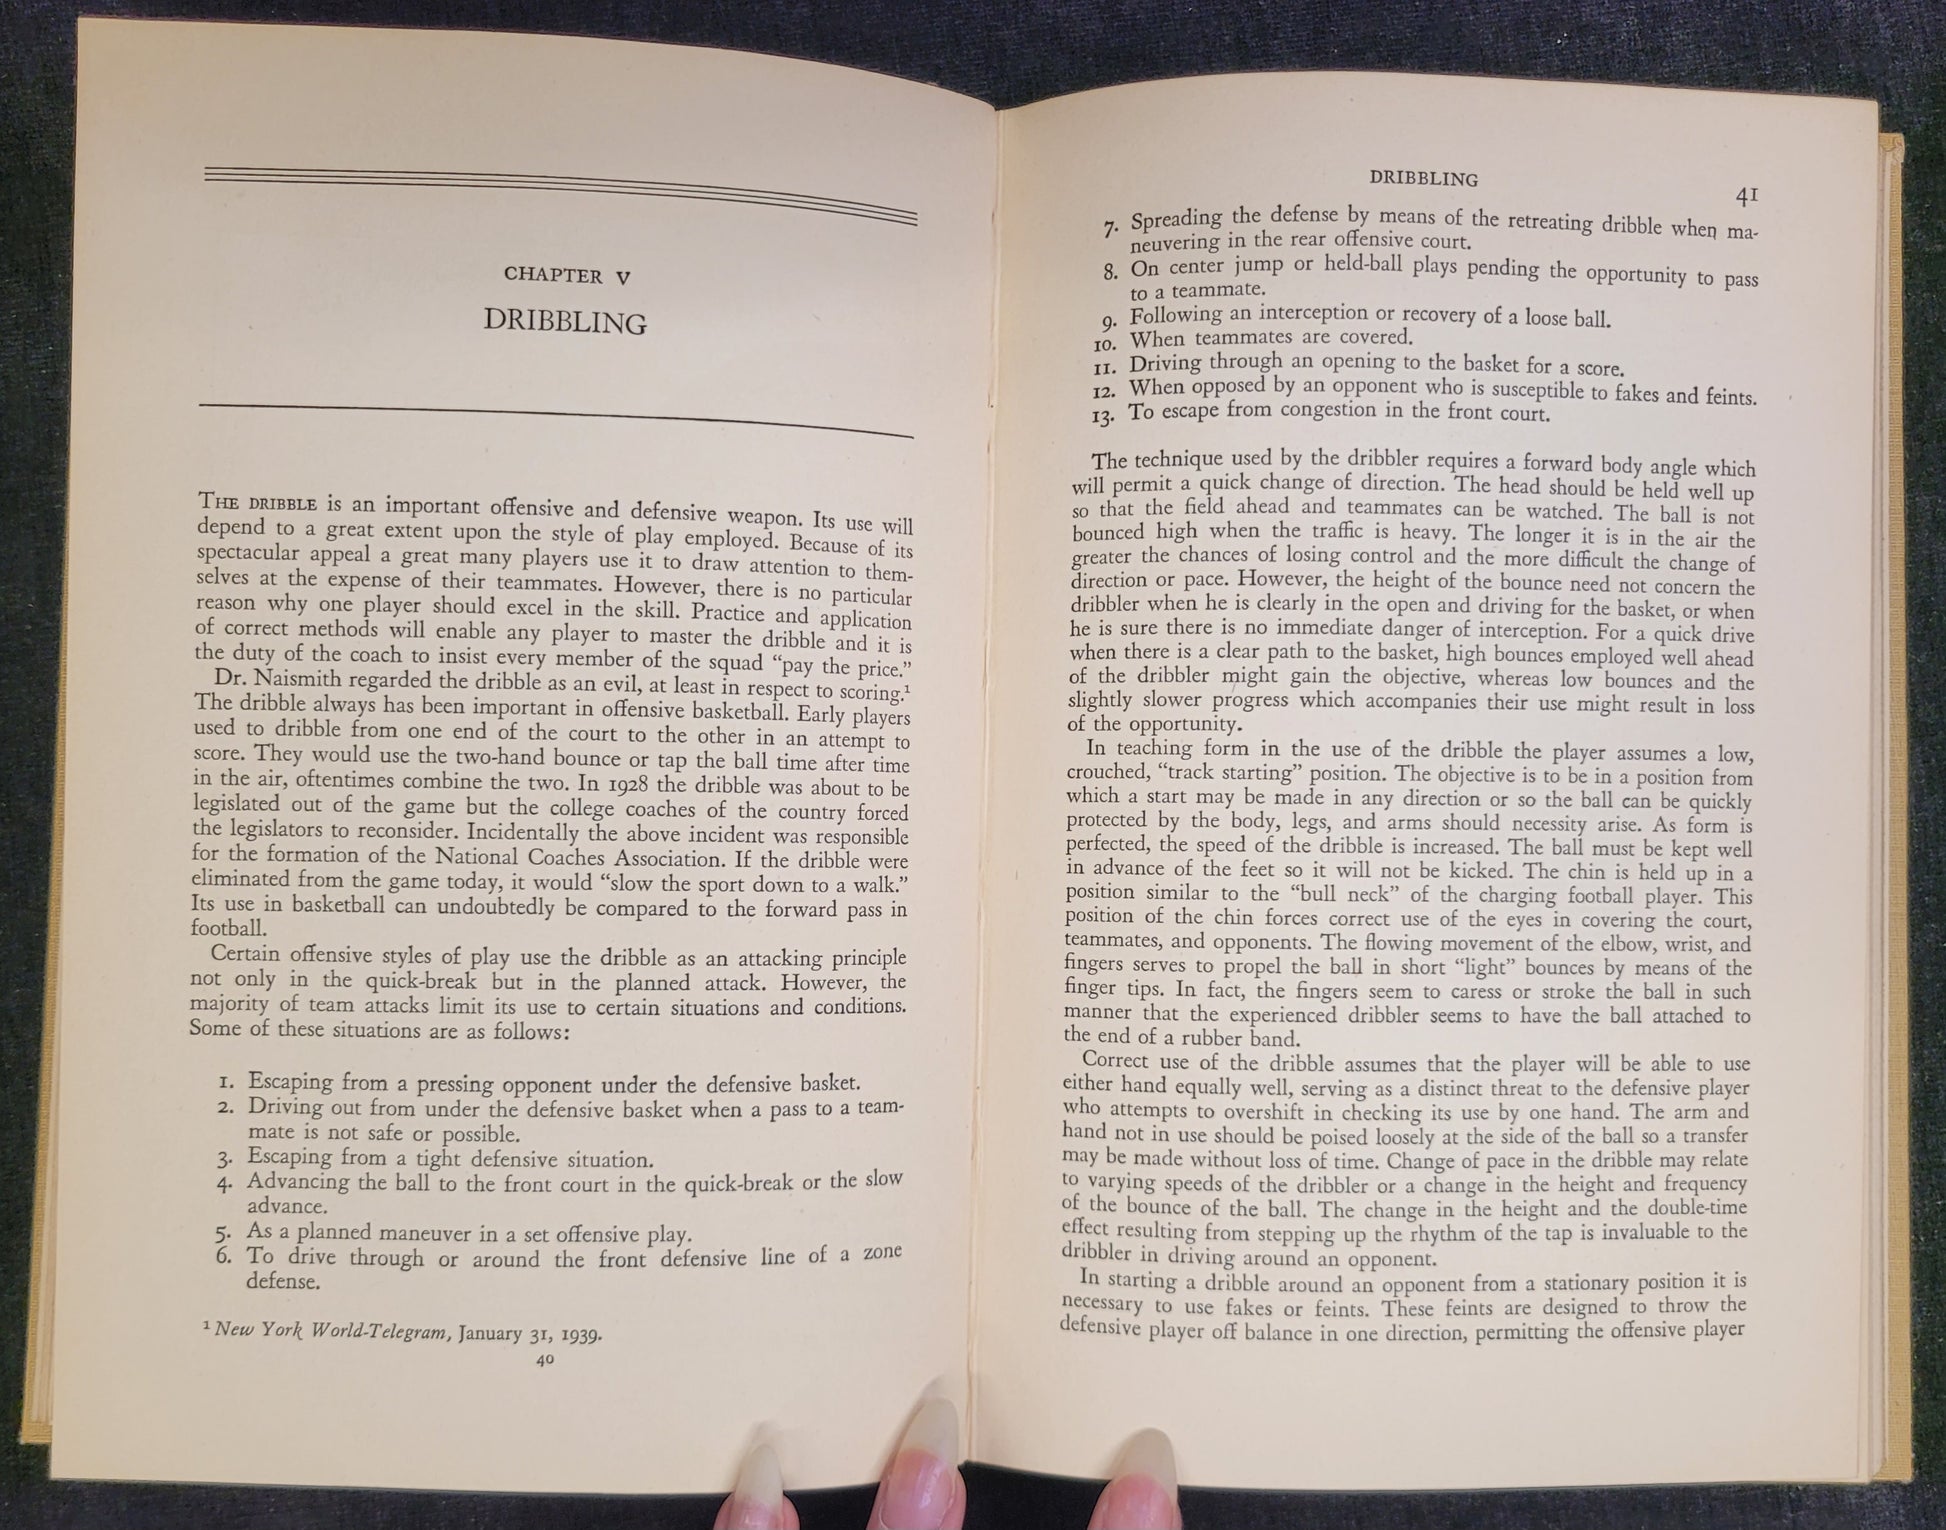 CHAPTER V
DRIBBLING
THE DRIBBLE is an important offensive and defensive weapon. Its use will
depend to a great extent upon the style of play employed. Because of its
spectacular appeal a great many players use it to draw attention to them-
selves at the expense of their teammates. However, there is no particular
reason why one player should excel in the skill. Practice and application
of correct methods will enable any player to master the dribble and it is
the duty of the coach to insist every member of the squad “pay the price.”
Dr. Naismith regarded the dribble as an evil, at least in respect to scoring.¹
The dribble always has been important in offensive basketball. Early players
used to dribble from one end of the court to the other in an attempt to
score. They would use the two-hand bounce or tap the ball time after time
in the air, oftentimes combine the two. In 1928 the dribble was about to be
legislated out of the game but the college coaches of the country forced
the legislators to reconsider. Incidentally the above incident was responsible
for the formation of the National Coaches Association. If the dribble were
eliminated from the game today, it would “slow the sport down to a walk.”
Its use in basketball can undoubtedly be compared to the forward pass in
football.
Certain offensive styles of play use the dribble as an attacking principle
not only in the quick-break but in the planned attack. However, the
majority of team attacks limit its use to certain situations and conditions.
Some of these situations are as follows:
1. Escaping from a pressing opponent under the defensive basket.
2. Driving out from under the defensive basket when a pass to a team-
mate is not safe or possible.
3. Escaping from a tight defensive situation.
4. Advancing the ball to the front court in the quick-break or the slow
advance.
5. As a planned maneuver in a set offensive play.
6. To drive through or around the front defensive line of a zone
defense.
¹ New York World-Telegram, January 31, 1939.
40
DRIBBLING
41
7. Spreading the defense by means of the retreating dribble when ma-
neuvering in the rear offensive court.
8. On center jump or held-ball plays pending the opportunity to pass
to a teammate.
9. Following an interception or recovery of a loose ball.
10. When teammates are covered.
11. Driving through an opening to the basket for a score.
12. When opposed by an opponent who is susceptible to fakes and feints.
13. To escape from congestion in the front court.
The technique used by the dribbler requires a forward body angle which
will permit a quick change of direction. The head should be held well up
so that the field ahead and teammates can be watched. The ball is not
bounced high when the traffic is heavy. The longer it is in the air the
greater the chances of losing control and the more difficult the change of
direction or pace. However, the height of the bounce need not concern the
dribbler when he is clearly in the open and driving for the basket, or when
he is sure there is no immediate danger of interception. For a quick drive
when there is a clear path to the basket, high bounces employed well ahead
of the dribbler might gain the objective, whereas low bounces and the
slightly slower progress which accompanies their use might result in loss
of the opportunity.
In teaching form in the use of the dribble the player assumes a low,
crouched, “track starting” position. The objective is to be in a position from
which a start may be made in any direction or so the ball can be quickly
protected by the body, legs, and arms should necessity arise. As form is
perfected, the speed of the dribble is increased. The ball must be kept well
in advance of the feet so it will not be kicked. The chin is held up in a
position similar to the “bull neck” of the charging football player. This
position of the chin forces correct use of the eyes in covering the court,
teammates, and opponents. The flowing movement of the elbow, wrist, and
fingers serves to propel the ball in short “light” bounces by means of the
finger tips. In fact, the fingers seem to caress or stroke the ball in such
manner that the experienced dribbler seems to have the ball attached to
the end of a rubber band.
Correct use of the dribble assumes that the player will be able to use
either hand equally well, serving as a distinct threat to the defensive player
who attempts to overshift in checking its use by one hand. The arm and
hand not in use should be poised loosely at the side of the ball so a transfer
may be made without loss of time. Change of pace in the dribble may relate
to varying speeds of the dribbler or a change in the height and frequency
of the bounce of the ball. The change in the height and the double-time
effect resulting from stepping up the rhythm of the tap is invaluable to the
dribbler in driving around an opponent.
In starting a dribble around an opponent from a stationary position it is
necessary to use fakes or feints. These feints are designed to throw the
defensive player off balance in one direction, permitting the offensive player